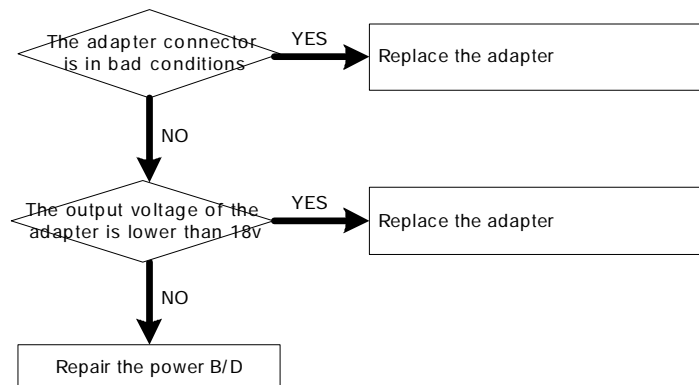 The adapter connector
is in bad conditions
YES
Replace the adapter
NO
The output voltage of the
adapter is lower than 18v
YES
Replace the adapter
NO
Repair the power B/D